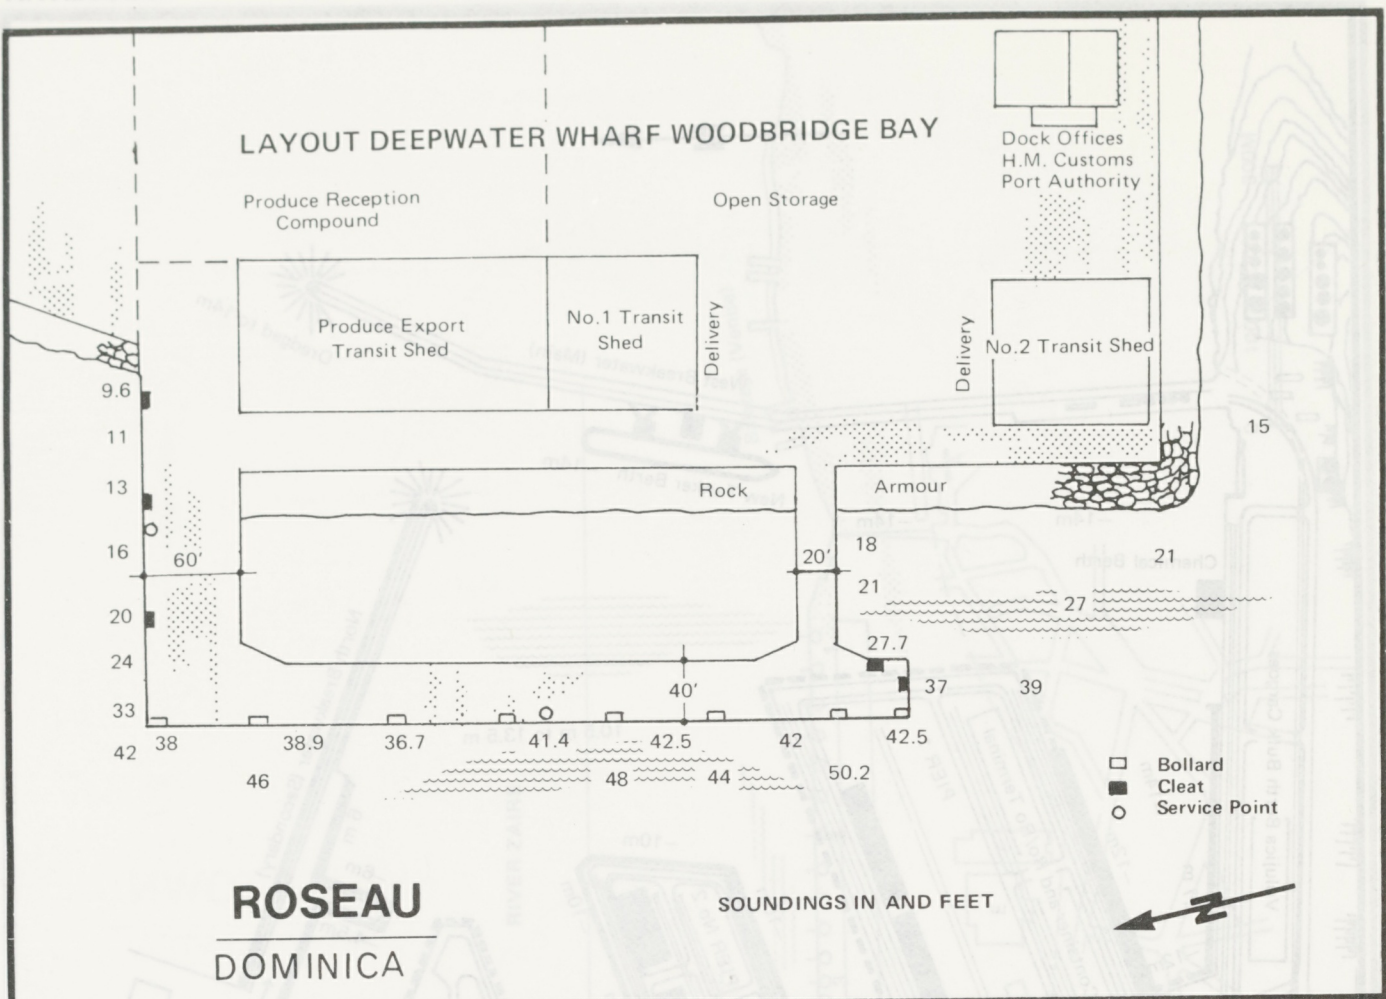 LAYOUT DEEPWATER WHARF WOODBRIDGE BAY
Dock Offices
H.M. Customs
Port Authority
Produce Reception
Compound
Open Storage
Produce Export
Transit Shed
No.1 Transit
Shed
Delivery
Delivery
No.2 Transit Shed
9.6
11
13
16
20
24
33
42
15
Rock
Armour
60'
20'
18
21
21
27
27.7
40'
37
39
38
38.9
36.7
41.4
42.5
42
42.5
46
48
44
50.2
Bollard
Cleat
Service Point
ROSEAU
DOMINICA
SOUNDINGS IN AND FEET
N